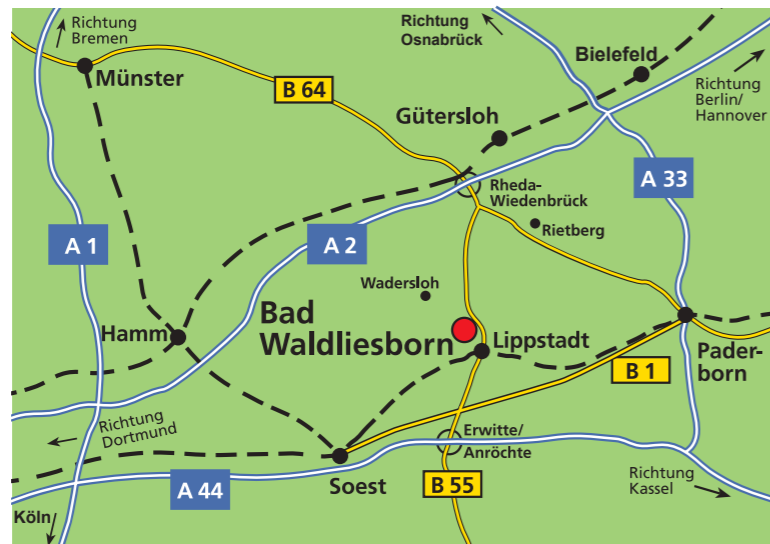 Richtung
Bremen
Richtung
Osnabrück
Bielefeld
Münster
Richtung
Berlin/
Hannover
B 64
Gütersloh
A 33
Rheda-
Wiedenbrück
Rietberg
A 1
A 2
Wadersloh
Bad
Waldliesborn
Hamm
Lippstadt
Pader-
born
B 1
Richtung
Dortmund
Erwitte/
Anröchte
Richtung
Kassel
A 44
Soest
B 55
Köln